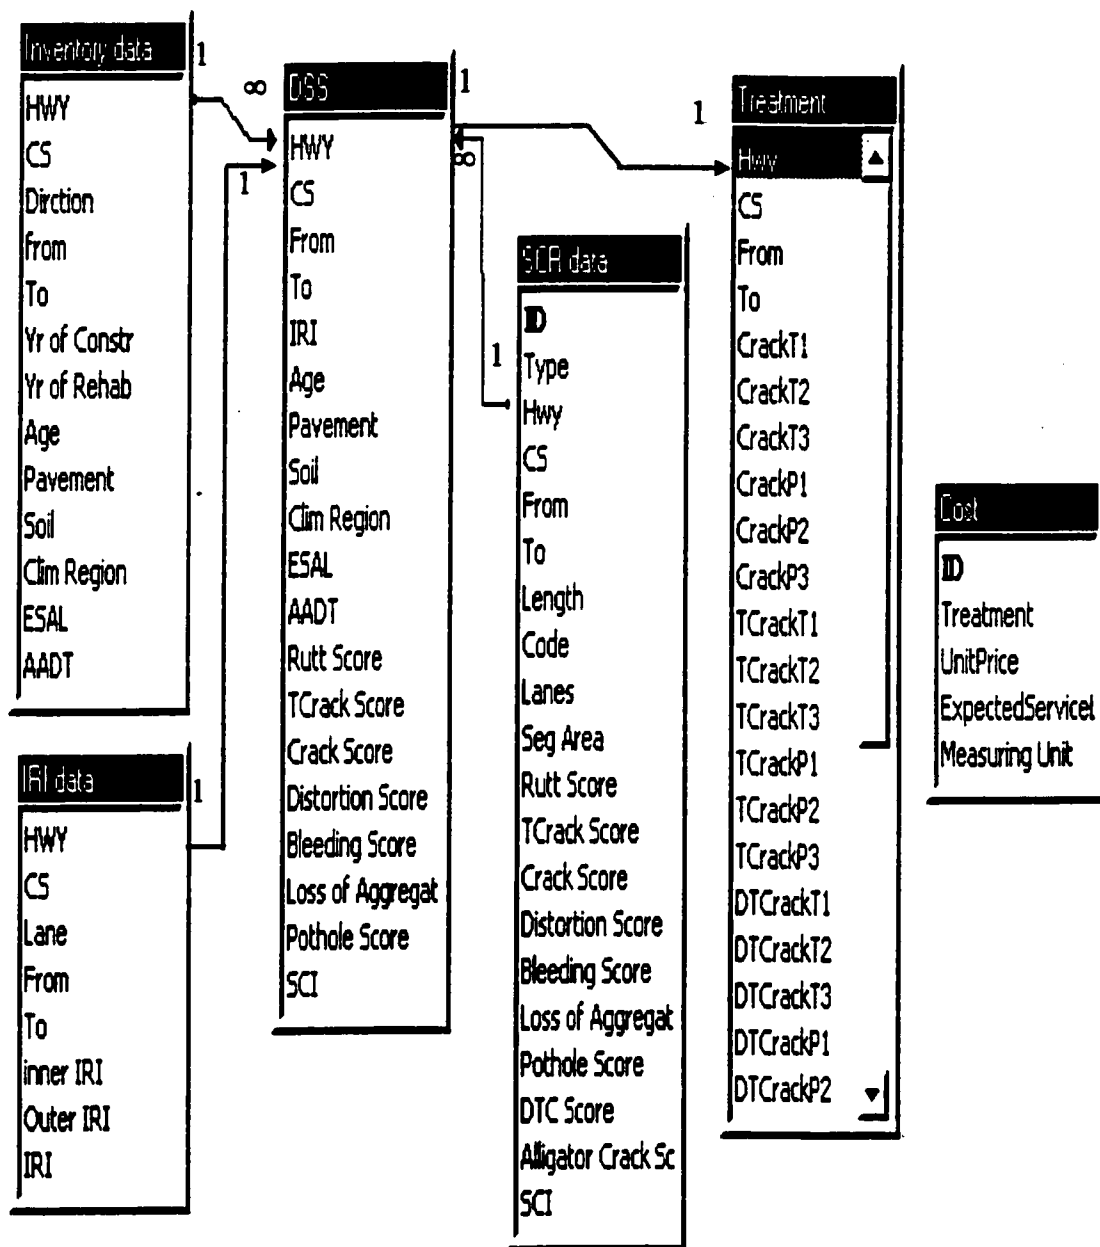 Inventory data
HWY
CS
Dirction
from
To
Yr of Constr
Yr of Rehab
Age
Pavement
Soil
Clim Region
ESAL
AADT
1
∞
IRI data
HWY
CS
Lane
From
To
inner IRI
Outer IRI
IRI
1
1
DSS
HWY
CS
From
To
IRI
Age
Pavement
Soil
Clim Region
ESAL
AADT
Rutt Score
TCrack Score
Crack Score
Distortion Score
Bleeding Score
Loss of Aggregat
Pothole Score
SCI
1
∞
1
SCR data
ID
Type
Hwy
CS
From
To
Length
Code
Lanes
Seg Area
Rutt Score
TCrack Score
Crack Score
Distortion Score
Bleeding Score
Loss of Aggregat
Pothole Score
DTC Score
Alligator Crack Sc
SCI
1
Treatment
Hwy
CS
From
To
CrackT1
CrackT2
CrackT3
CrackP1
CrackP2
CrackP3
TCrackT1
TCrackT2
TCrackT3
TCrackP1
TCrackP2
TCrackP3
DTCrackT1
DTCrackT2
DTCrackT3
DTCrackP1
DTCrackP2
Cost
ID
Treatment
UnitPrice
ExpectedServicel
Measuring Unit